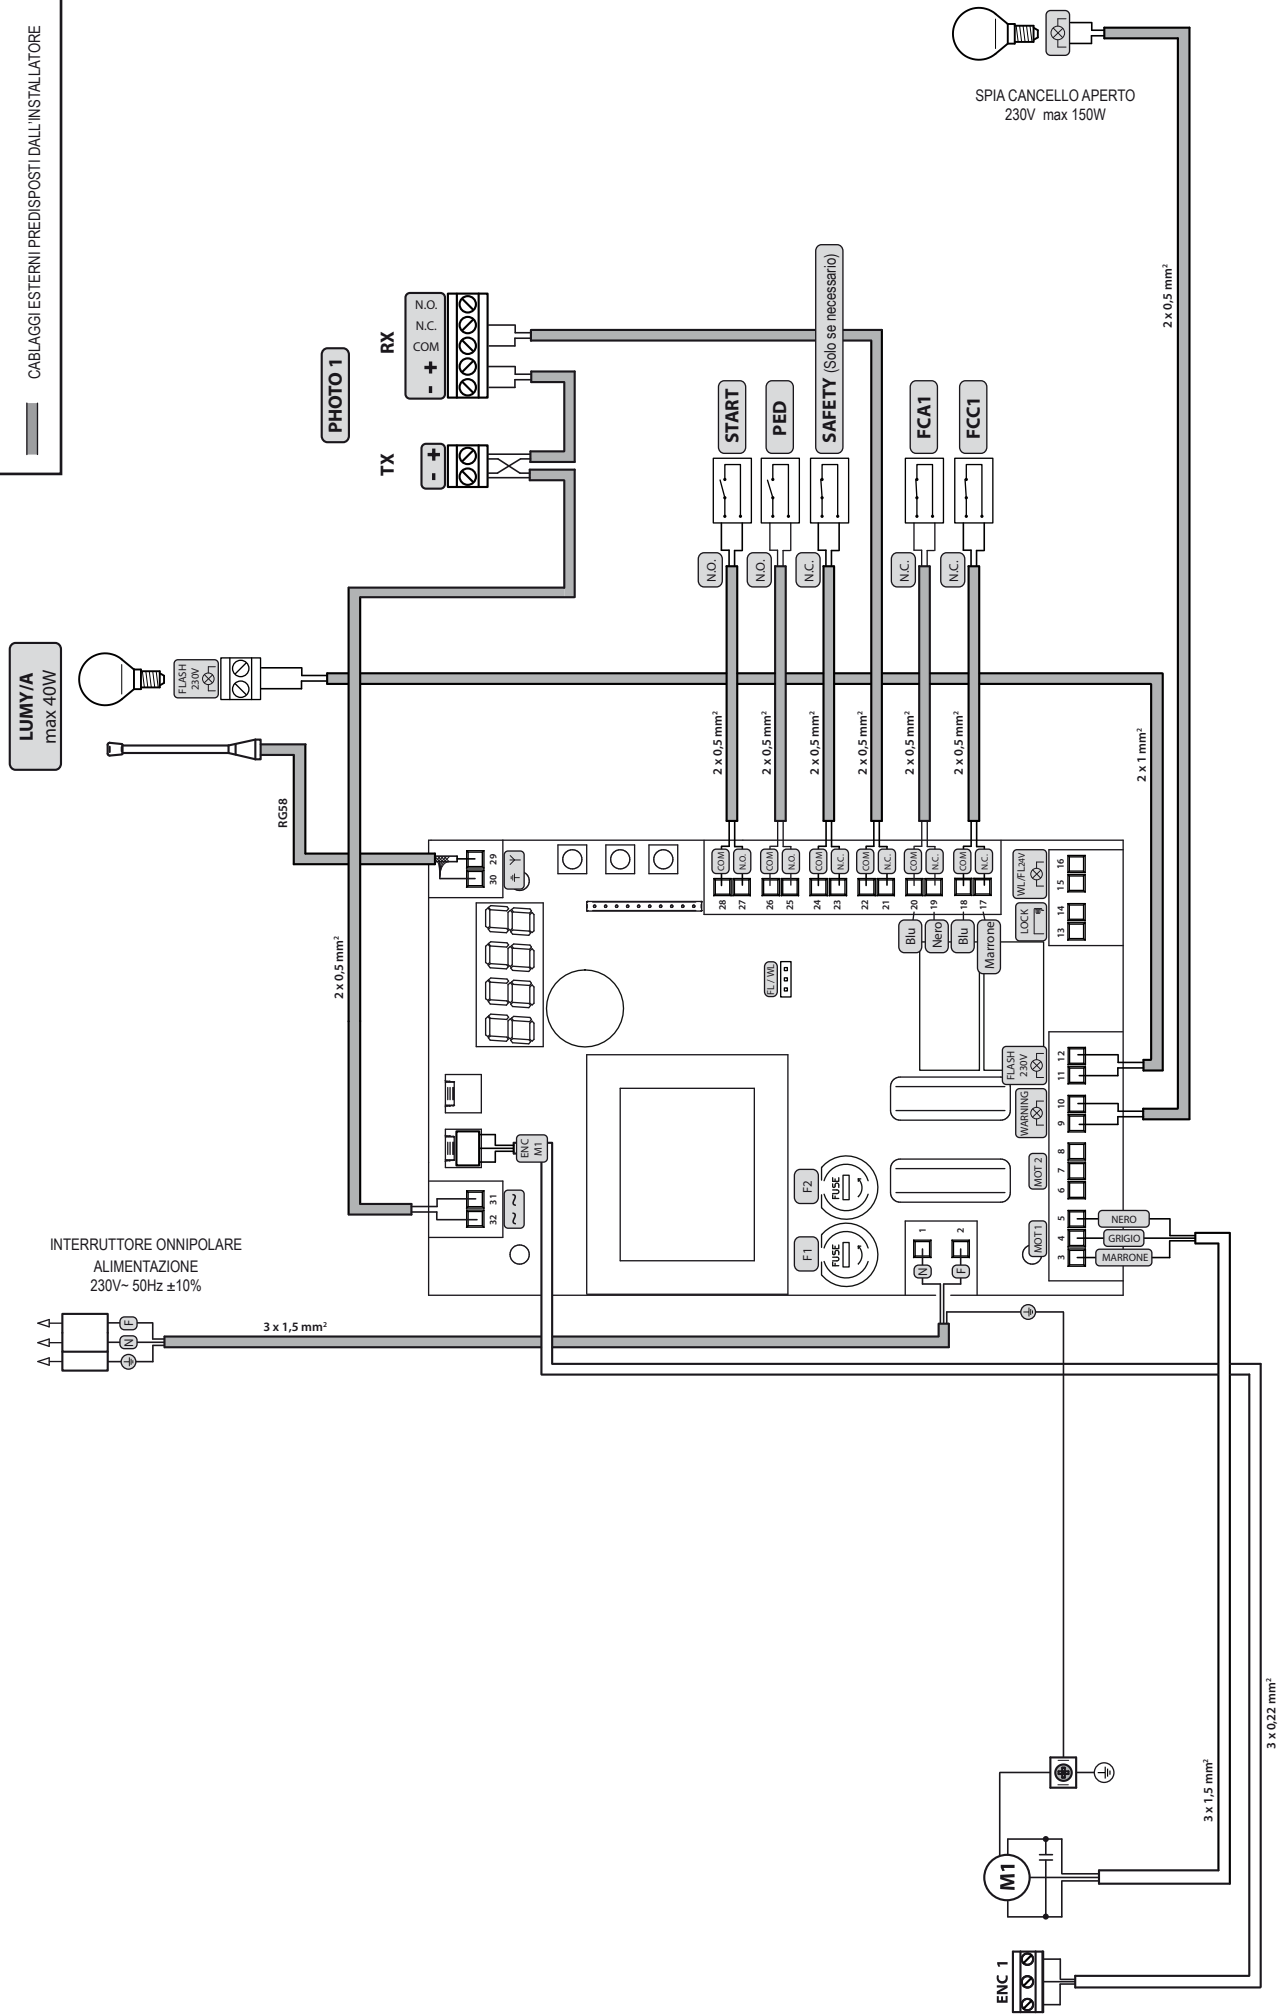 CABLAGGI ESTERNI PREDISPOSTI DALL'INSTALLATORE
SPIA CANCELLO APERTO
230V max 150W
LUMY/A
max 40W
FLASH
230V
RG58
PHOTO 1
TX
- +
RX
- + COM N.C. N.O.
2 x 0,5 mm²
START
PED
SAFETY (Solo se necessario)
FCA1
FCC1
N.O.
N.O.
N.C.
N.C.
N.C.
2 x 0,5 mm²
2 x 0,5 mm²
2 x 0,5 mm²
2 x 0,5 mm²
2 x 0,5 mm²
2 x 0,5 mm²
2 x 1 mm²
2 x 0,5 mm²
30 29
28 COM
27 N.O.
26 COM
25 N.O.
24 COM
23 N.C.
22 COM
21 N.C.
20 COM
19 N.C.
18 COM
17 N.C.
Blu
Nero
Blu
Marrone
LOCK
WL/FL24V
13 14 15 16
FL / WL
ENC
M1
32 31
~ ~
F1
FUSE
F2
FUSE
1
2
N
F
MOT 1
MOT 2
WARNING
FLASH
230V
3 4 5 6 7 8 9 10 11 12
NERO
GRIGIO
MARRONE
INTERRUTTORE ONNIPOLARE
ALIMENTAZIONE
230V~ 50Hz ±10%
F
N
3 x 1,5 mm²
3 x 1,5 mm²
3 x 0,22 mm²
M1
ENC 1